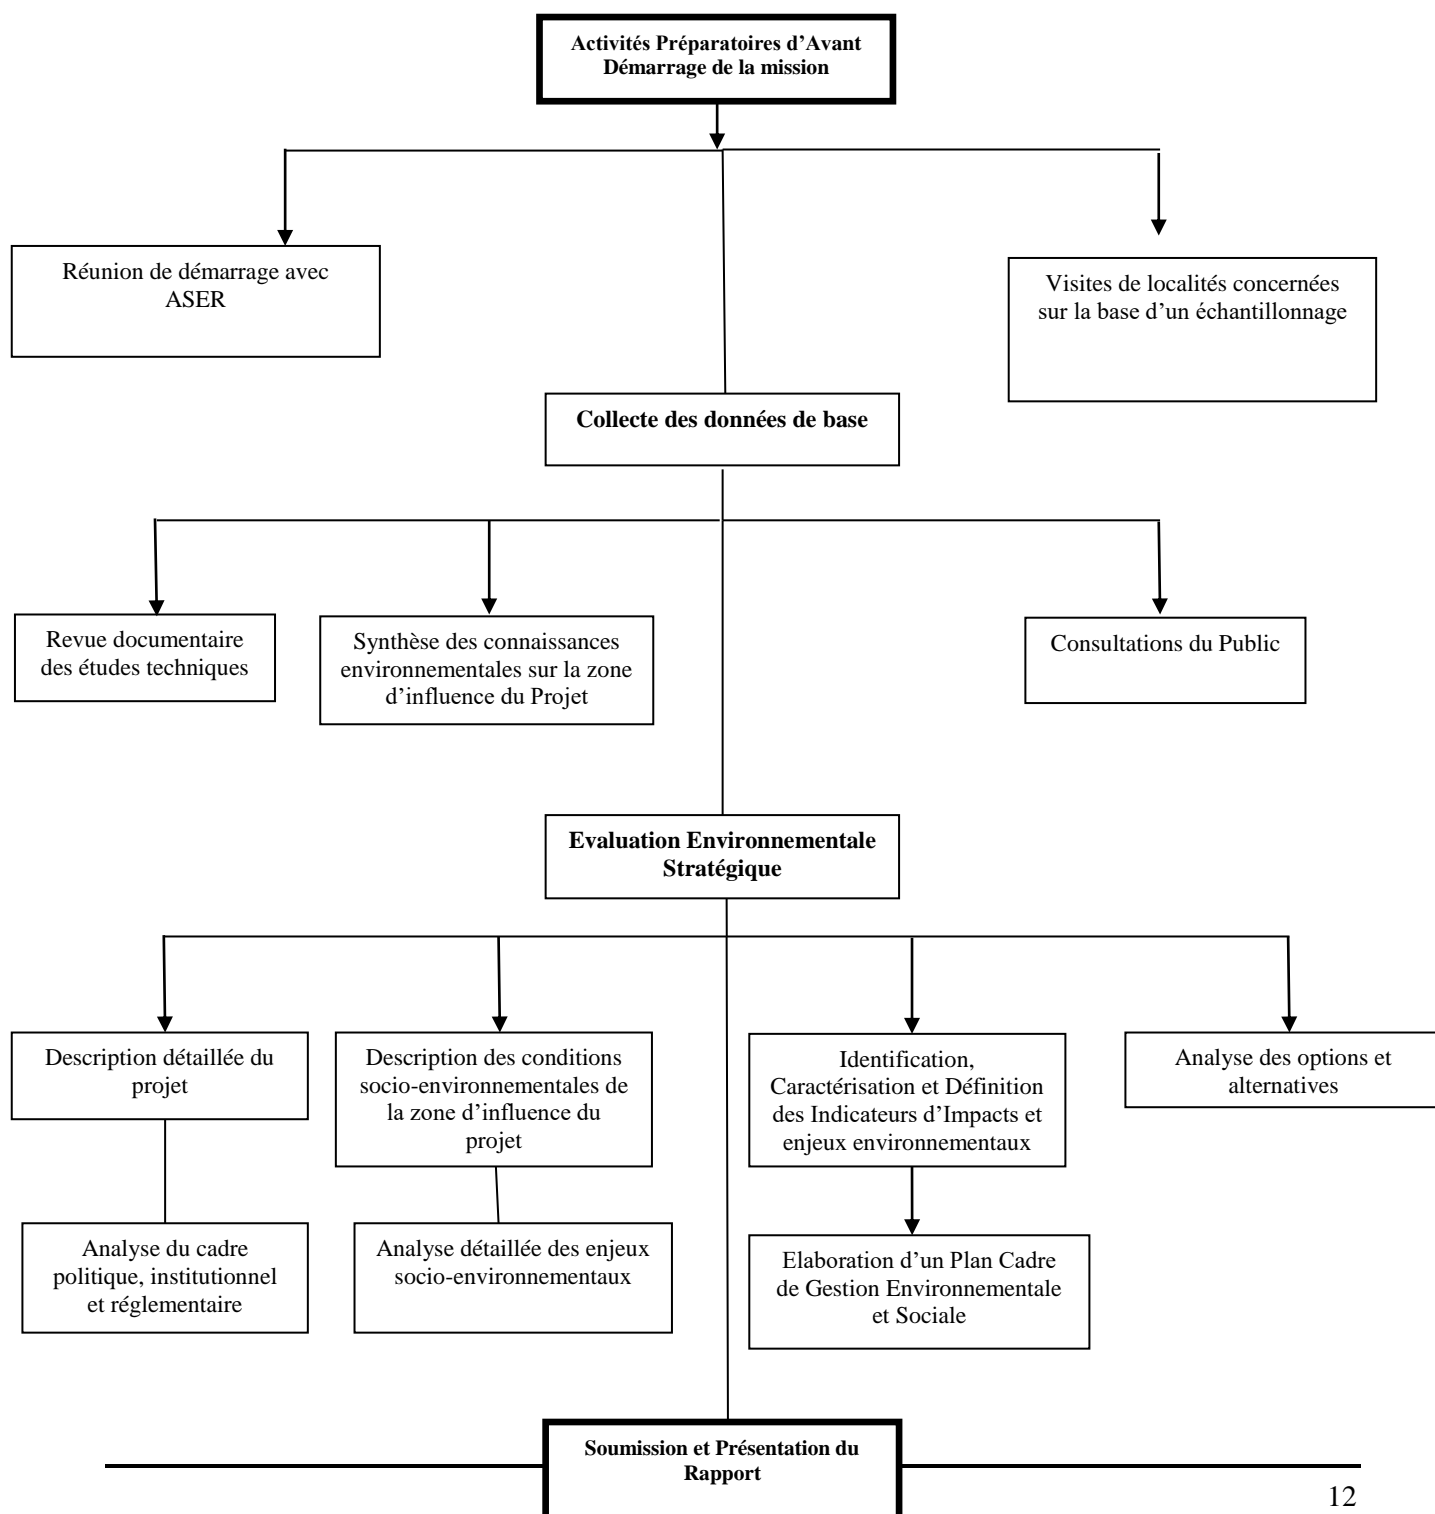 Activités Préparatoires d’Avant
Démarrage de la mission
Réunion de démarrage avec
ASER
Visites de localités concernées
sur la base d’un échantillonnage
Collecte des données de base
Revue documentaire
des études techniques
Synthèse des connaissances
environnementales sur la zone
d’influence du Projet
Consultations du Public
Evaluation Environnementale
Stratégique
Description détaillée du
projet
Description des conditions
socio-environnementales de
la zone d’influence du
projet
Identification,
Caractérisation et Définition
des Indicateurs d’Impacts et
enjeux environnementaux
Analyse des options et
alternatives
Analyse du cadre
politique, institutionnel
et réglementaire
Analyse détaillée des enjeux
socio-environnementaux
Elaboration d’un Plan Cadre
de Gestion Environnementale
et Sociale
Soumission et Présentation du
Rapport
12